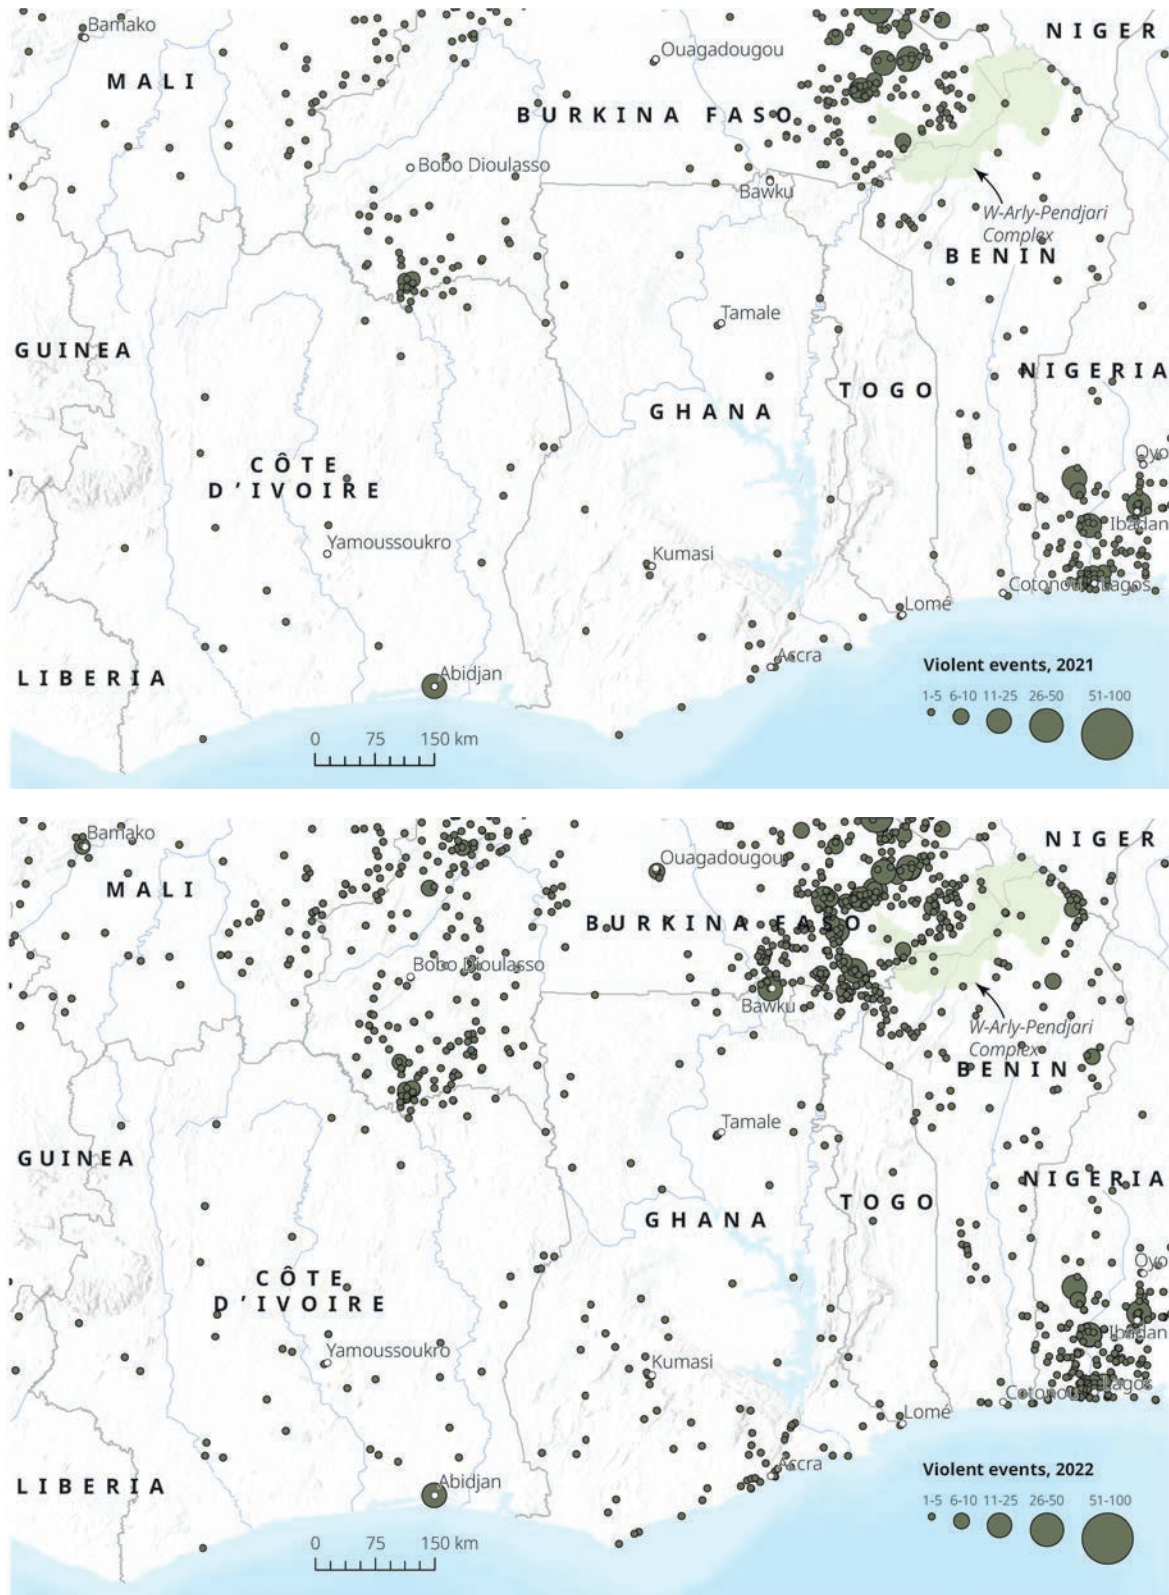 Bamako
NIGER
Ouagadougou
MALI
BURKINA FASO
Bobo Dioulasso
Bawku
W-Arly-Pendjari
Complex
BENIN
Tamale
GUINEA
NIGERIA
TOGO
GHANA
Oyo
CÔTE
D'IVOIRE
Ibadan
Yamoussoukro
Kumasi
Cotonou
Lagos
Lomé
Accra
LIBERIA
Abidjan
Violent events, 2021
1-5 6-10 11-25 26-50 51-100
0 75 150 km
Bamako
NIGER
Ouagadougou
MALI
BURKINA FASO
Bobo Dioulasso
Bawku
W-Arly-Pendjari
Complex
BENIN
Tamale
GUINEA
NIGERIA
TOGO
GHANA
Oyo
CÔTE
D'IVOIRE
Ibadan
Yamoussoukro
Kumasi
Cotonou
Lagos
Lomé
Accra
LIBERIA
Abidjan
Violent events, 2022
1-5 6-10 11-25 26-50 51-100
0 75 150 km